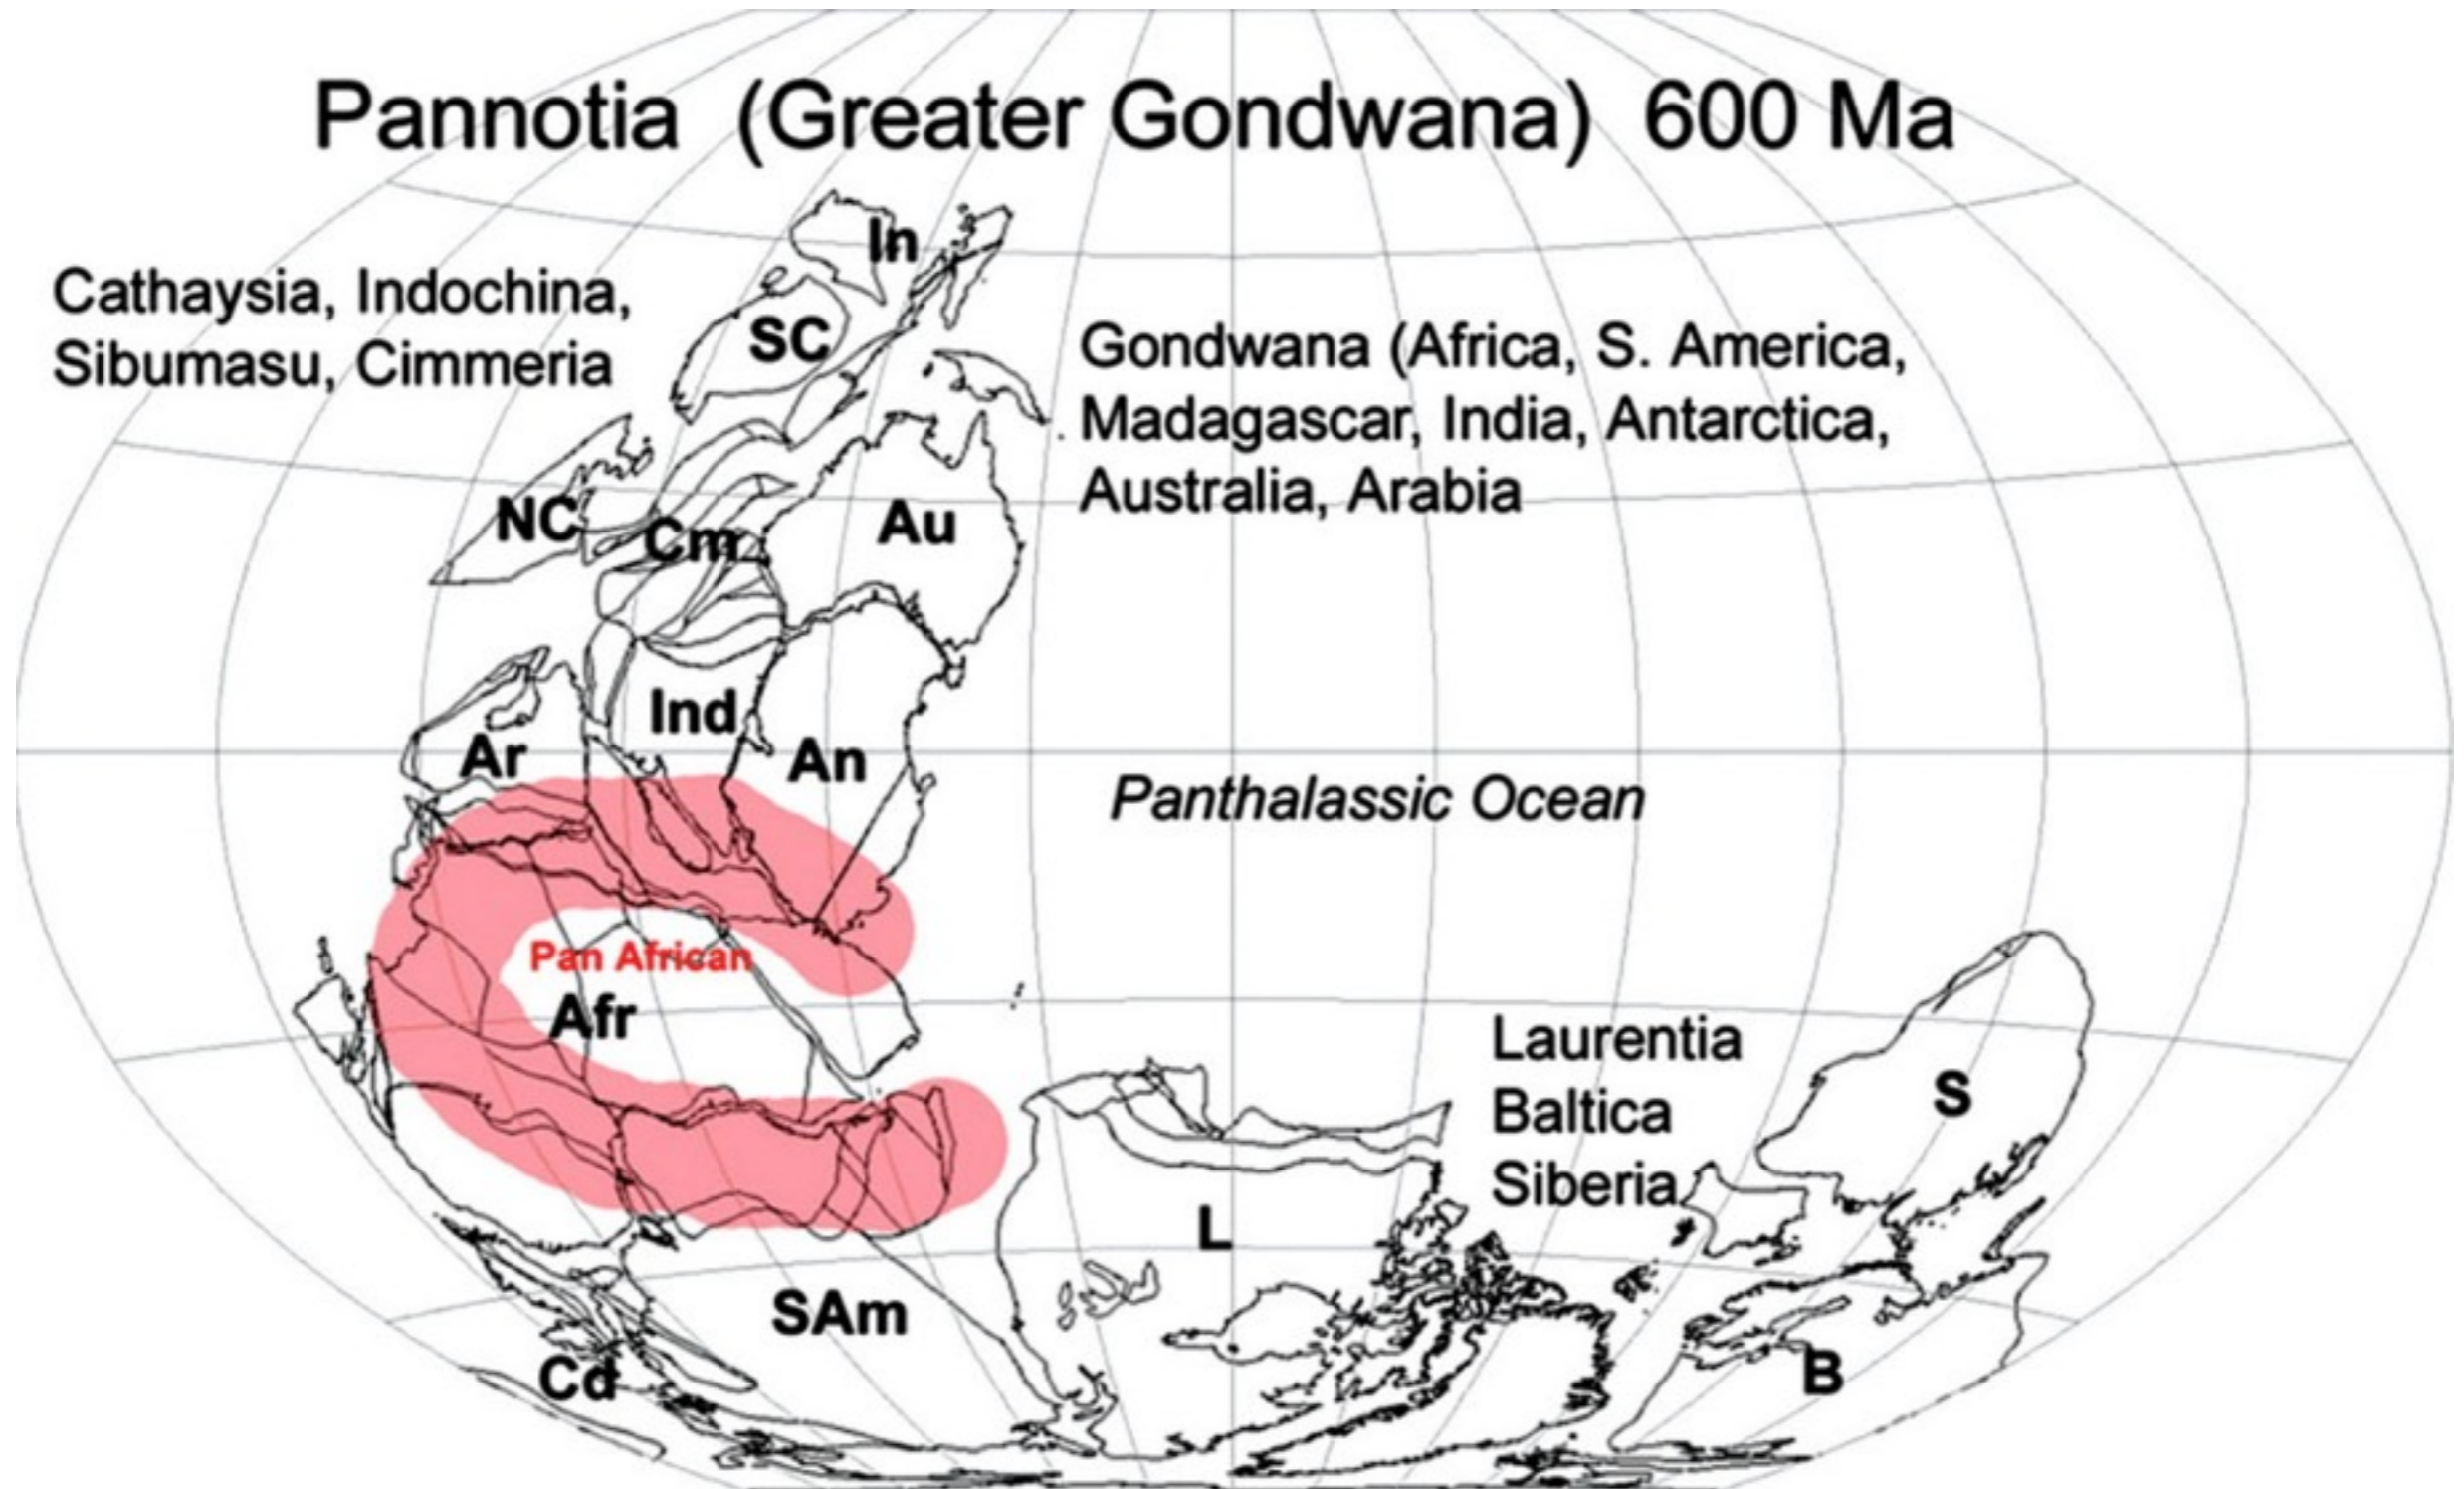 Pannotia (Greater Gondwana) 600 Ma
In
Cathaysia, Indochina,
Sibumasu, Cimmeria
SC
Gondwana (Africa, S. America,
Madagascar, India, Antarctica,
Australia, Arabia
NC
Cm
Au
Ind
Ar
An
Panthalassic Ocean
Pan African
Afr
Laurentia
Baltica
Siberia
S
L
SAm
Cd
B